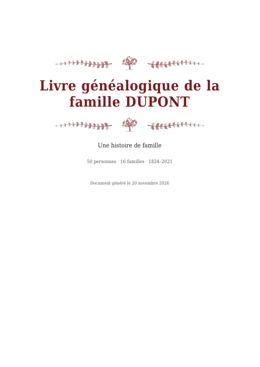 Livre généalogique de la
famille DUPONT
Une histoire de famille
50 personnes · 16 familles · 1824–2021
Document généré le 20 novembre 2024